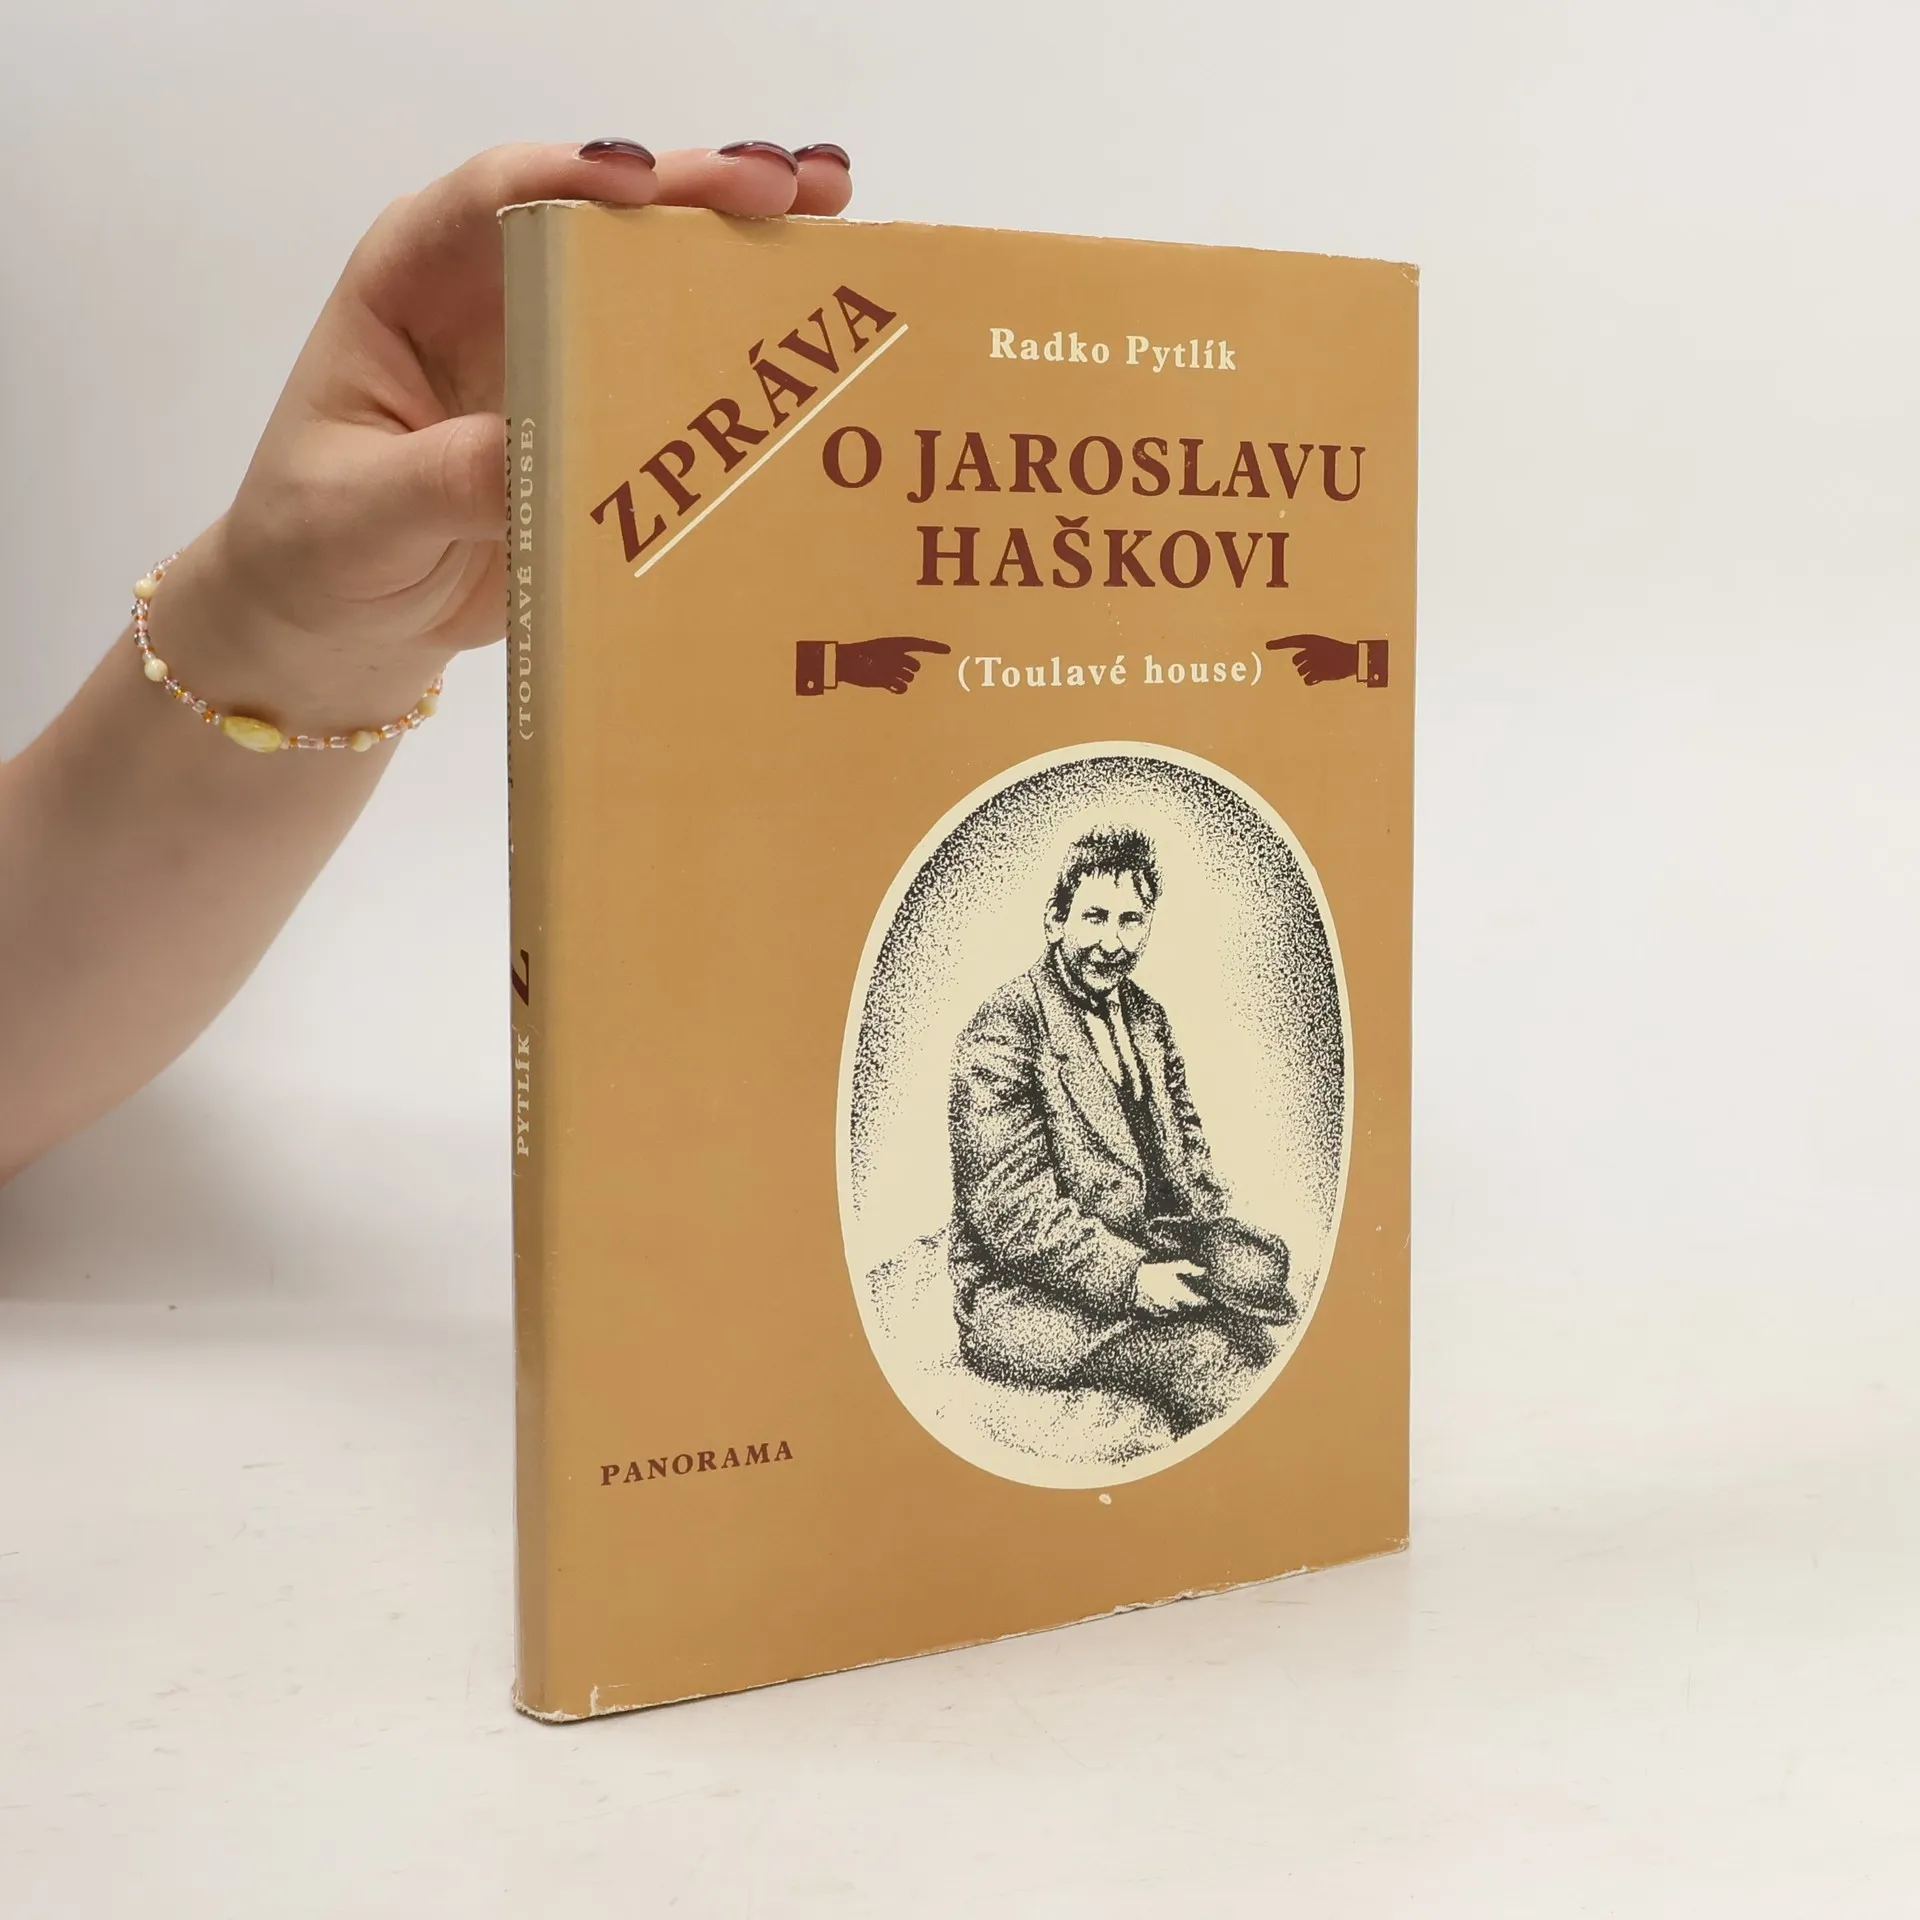 Radko Pytlík
ZPRÁVA
O JAROSLAVU
HAŠKOVI
(Toulavé house)
PANORAMA
PYTLÍK
(TOULAVÉ HOUSE)